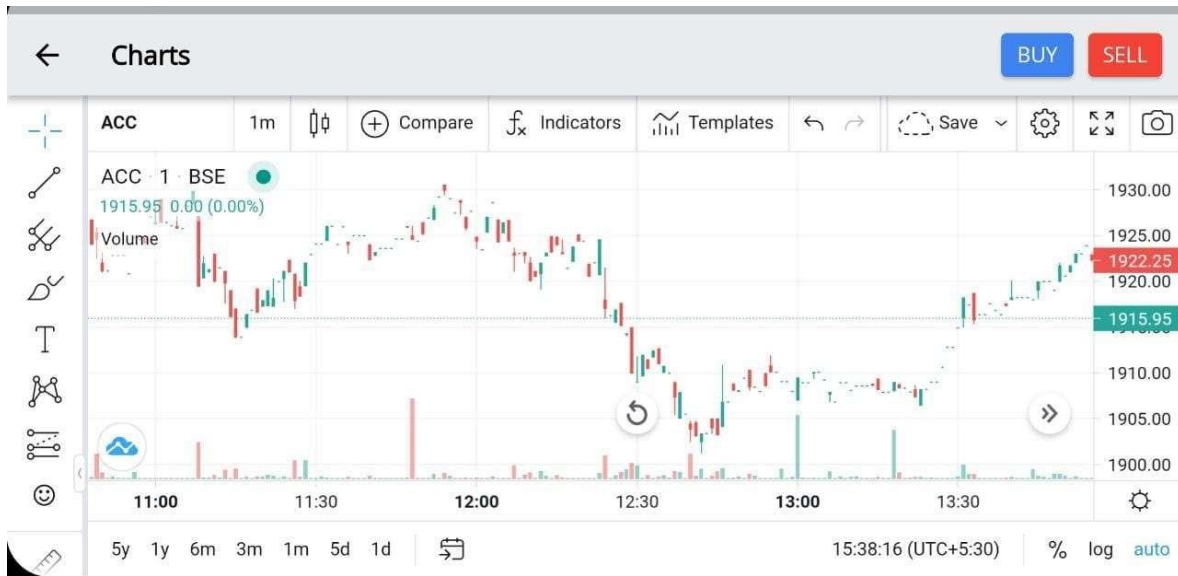 Charts BUY SELL
ACC 1m Compare fx Indicators Templates Save
ACC · 1 · BSE
1915.95 0.00 (0.00%)
Volume
T
1930.00
1925.00
1922.25
1920.00
1915.95
1910.00
1905.00
1900.00
11:00 11:30 12:00 12:30 13:00 13:30
5y 1y 6m 3m 1m 5d 1d 15:38:16 (UTC+5:30) % log auto